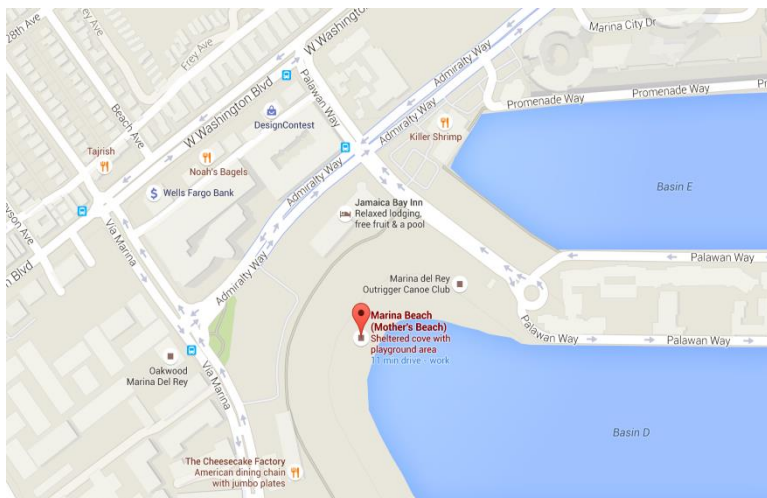 28th Ave
Frey Ave
W Washington Blvd
Marina City Dr
Admiralty Way
Palawan Way
Promenade Way
Beach Ave
W Washington Blvd
DesignContest
Admiralty Way
Killer Shrimp
Tajrish
Noah's Bagels
Wells Fargo Bank
Admiralty Way
Basin E
Jamaica Bay Inn
Relaxed lodging,
free fruit & a pool
Via Marina
Admiralty Way
Palawan Way
Marina del Rey
Outrigger Canoe Club
Marina Beach
(Mother's Beach)
Sheltered cove with
playground area
11 min drive - work
Palawan Way
Palawan Way
Palawan Way
Oakwood
Marina Del Rey
Via Marina
Basin D
The Cheesecake Factory
American dining chain
with jumbo plates